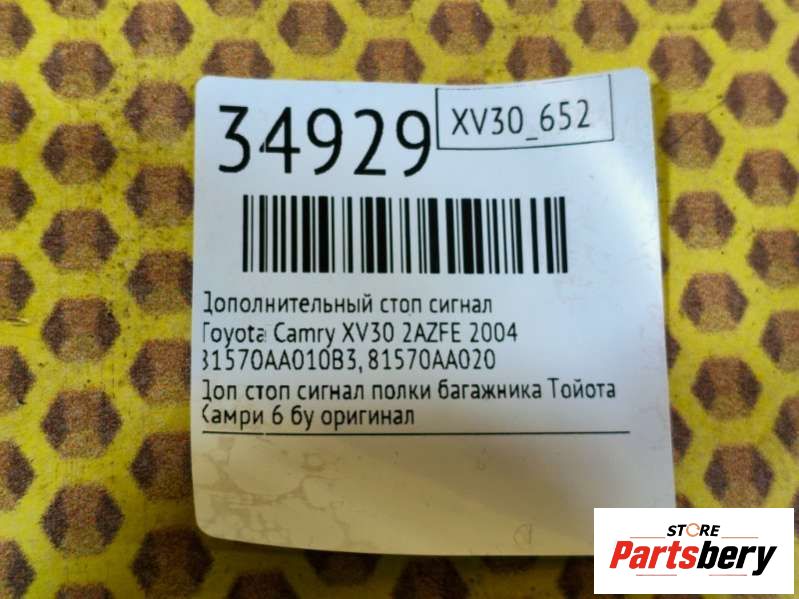 34929
XV30_652
Дополнительный стоп сигнал
Toyota Camry XV30 2AZFE 2004
81570AA010B3, 81570AA020
Доп стоп сигнал полки багажника Тойота
Камри 6 бу оригинал
STORE
Partsbery